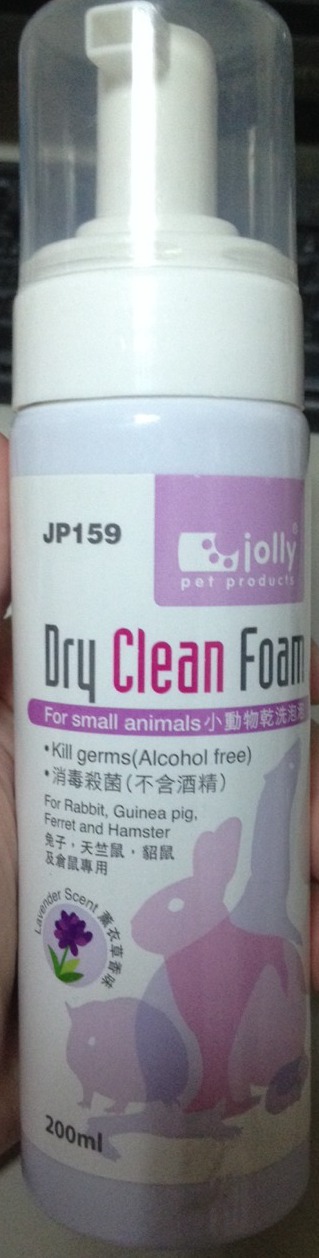 JP159
jolly®
pet products
Dry Clean Foam
For small animals 小動物乾洗泡泡
•Kill germs(Alcohol free)
•消毒殺菌(不含酒精)
For Rabbit, Guinea pig,
Ferret and Hamster
兔子，天竺鼠，貂鼠
及倉鼠專用
Lavender Scent 薰衣草香味
200ml